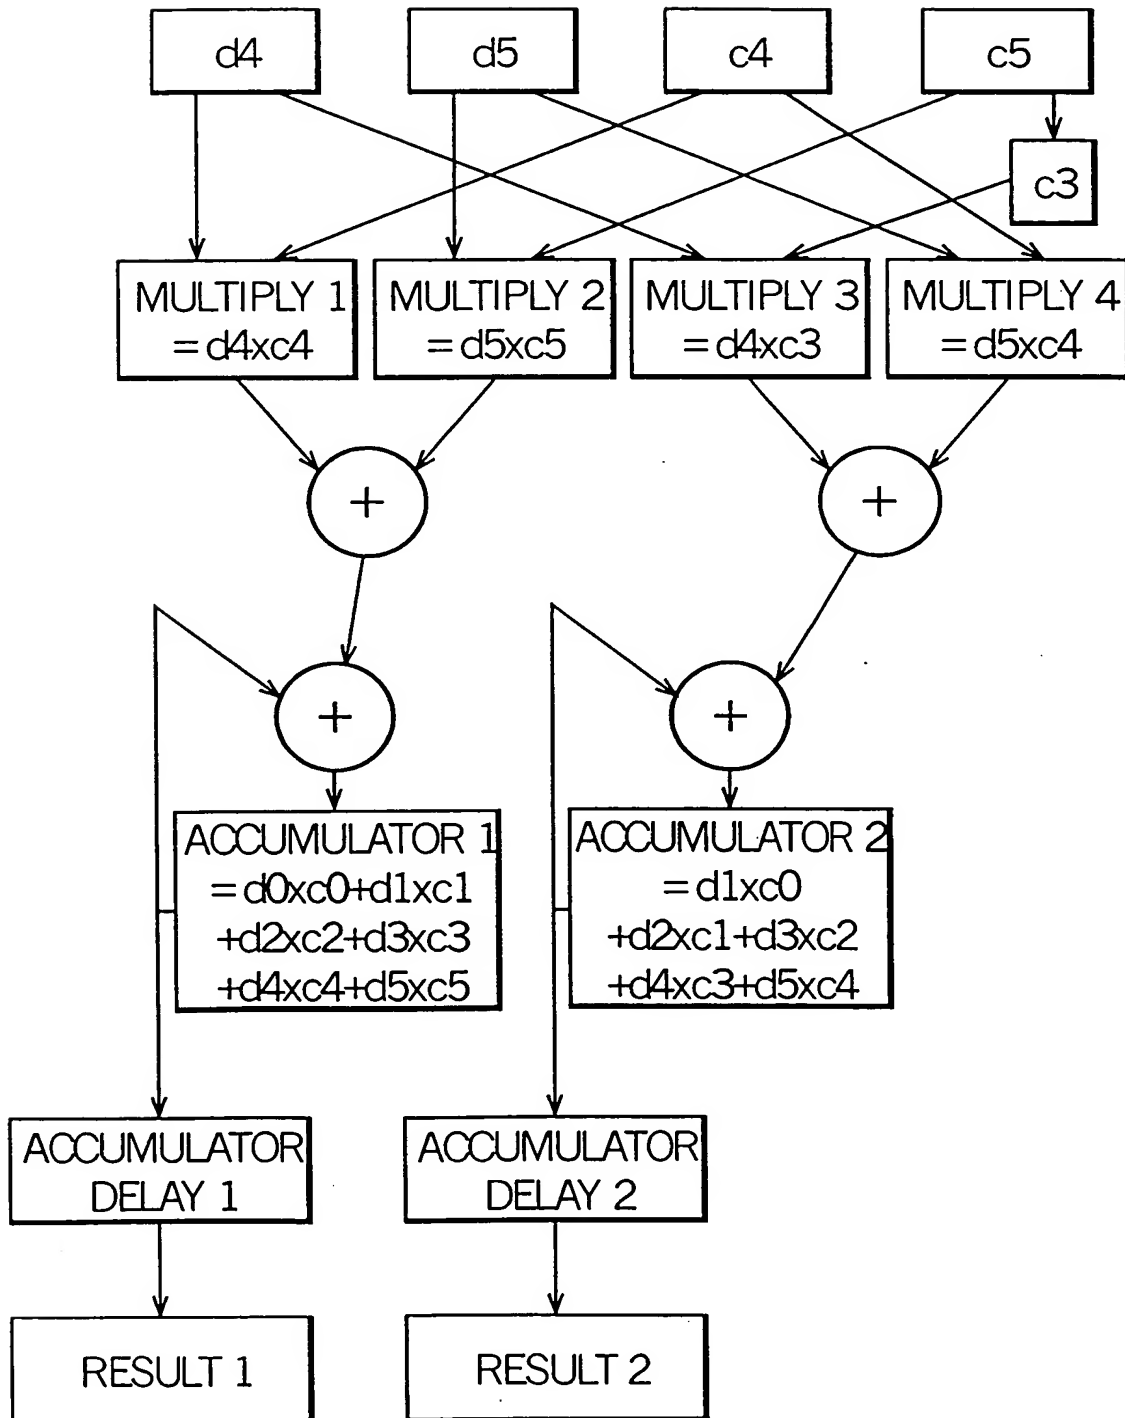 d4
d5
c4
c5
c3
MULTIPLY 1
= d4xc4
MULTIPLY 2
= d5xc5
MULTIPLY 3
= d4xc3
MULTIPLY 4
= d5xc4
+
+
+
+
ACCUMULATOR 1
= d0xc0+d1xc1
+d2xc2+d3xc3
+d4xc4+d5xc5
ACCUMULATOR 2
= d1xc0
+d2xc1+d3xc2
+d4xc3+d5xc4
ACCUMULATOR
DELAY 1
ACCUMULATOR
DELAY 2
RESULT 1
RESULT 2